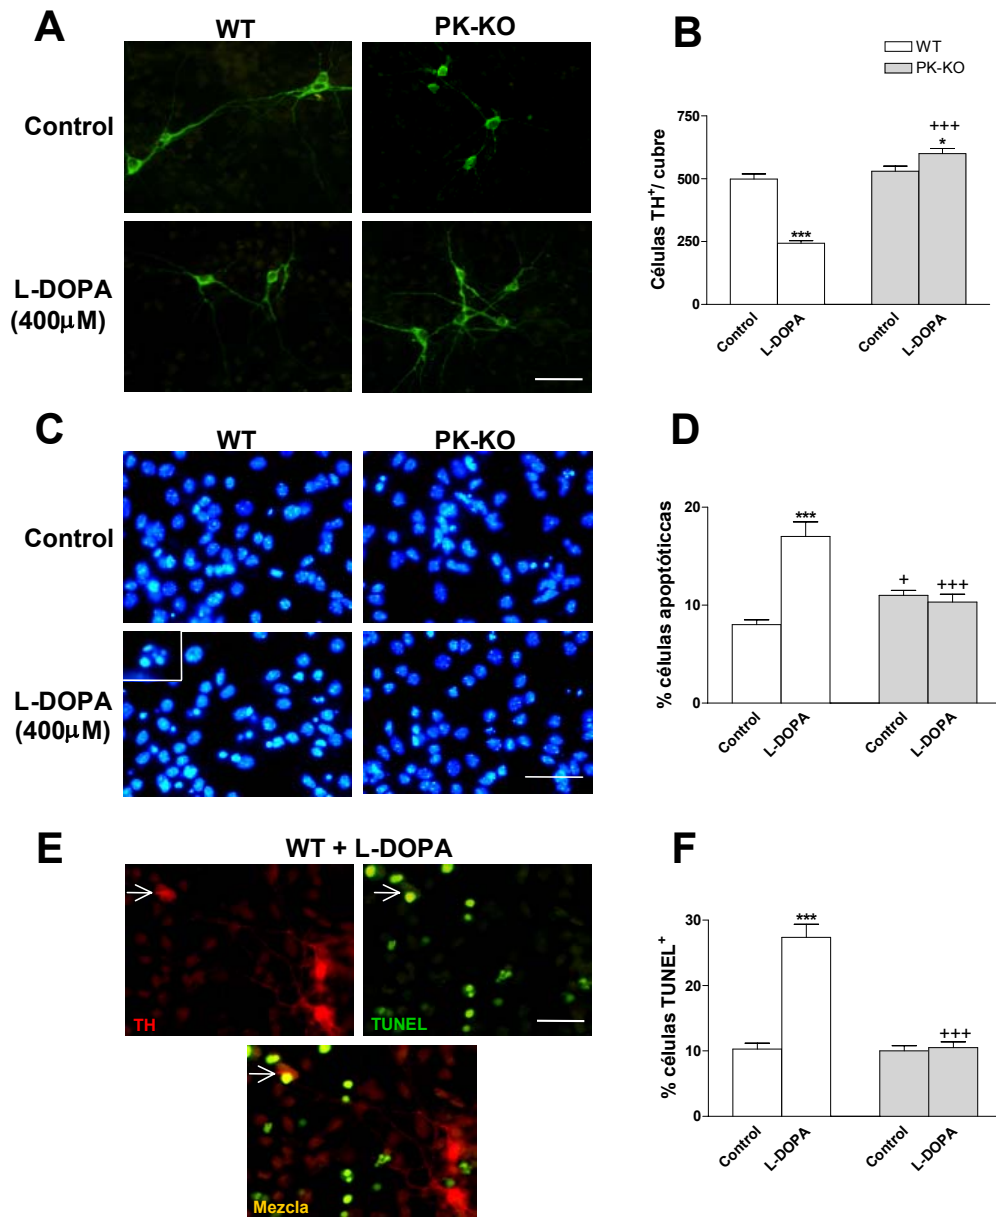 A
WT
PK-KO
Control
L-DOPA
(400µM)
B
WT
PK-KO
Células TH⁺/ cubre
750
500
250
0
***
+++
*
Control
L-DOPA
Control
L-DOPA
C
WT
PK-KO
Control
L-DOPA
(400µM)
D
% células apoptóticcas
20
10
0
***
+
+++
Control
L-DOPA
Control
L-DOPA
E
WT + L-DOPA
TH
TUNEL
Mezcla
F
% células TUNEL⁺
30
20
10
0
***
+++
Control
L-DOPA
Control
L-DOPA